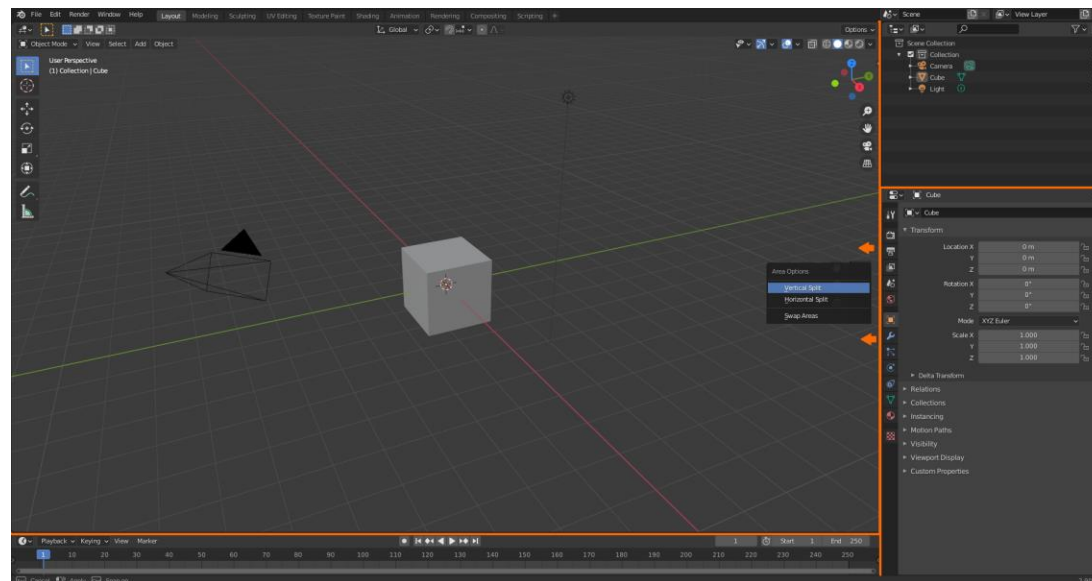 File Edit Render Window Help Layout Modeling Sculpting UV Editing Texture Paint Shading Animation Rendering Compositing Scripting + Scene View Layer
Global Options
Object Mode View Select Add Object
User Perspective
(1) Collection | Cube
Scene Collection
Collection
Camera
Cube
Light
Cube
Cube
Transform
Location X 0 m
Y 0 m
Z 0 m
Rotation X 0°
Y 0°
Z 0°
Mode XYZ Euler
Scale X 1.000
Y 1.000
Z 1.000
Delta Transform
Relations
Collections
Instancing
Motion Paths
Visibility
Viewport Display
Custom Properties
Area Options
Vertical Split
Horizontal Split
Swap Areas
Playback Keying View Marker 1 Start 1 End 250
1 10 20 30 40 50 60 70 80 90 100 110 120 130 140 150 160 170 180 190 200 210 220 230 240 250